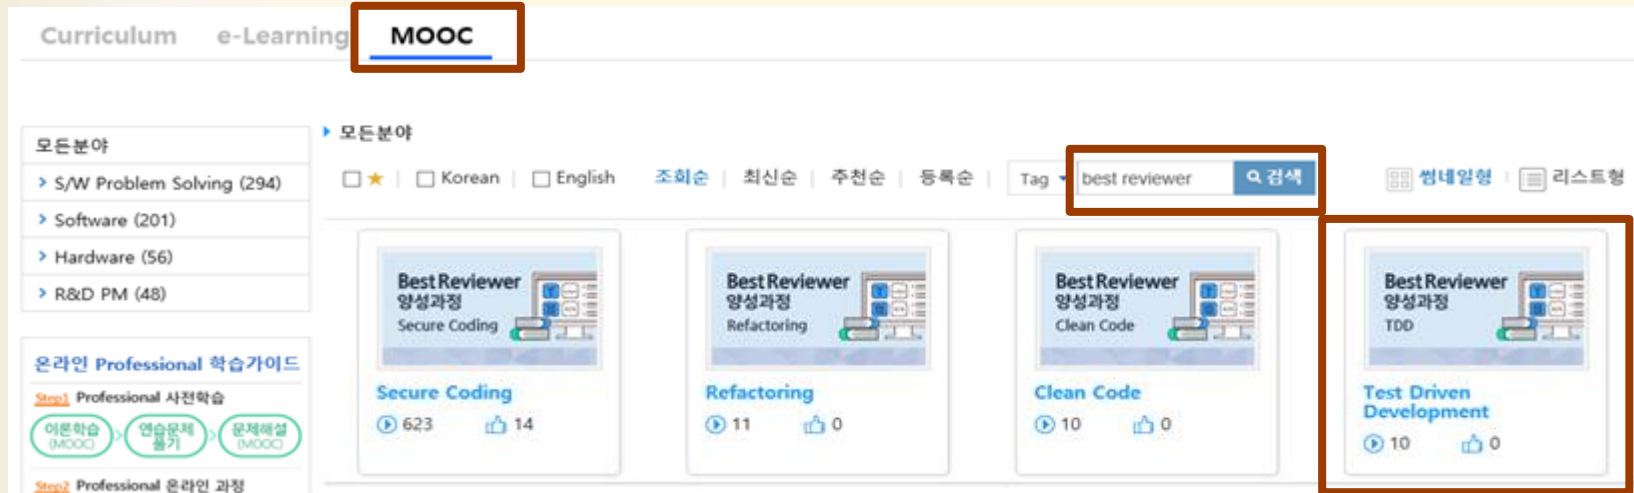 Curriculum e-Learning MOOC
모든분야
> S/W Problem Solving (294)
> Software (201)
> Hardware (56)
> R&D PM (48)
온라인 Professional 학습가이드
Step1 Professional 사전학습
이론학습 (MOOC) > 연습문제 풀기 > 문제해설 (MOOC)
Step2 Professional 온라인 과정
모든분야
Korean | English 조회순 | 최신순 | 추천순 | 등록순 | Tag best reviewer 검색 썸네일형 | 리스트형
Best Reviewer
양성과정
Secure Coding
Secure Coding
623 14
Best Reviewer
양성과정
Refactoring
Refactoring
11 0
Best Reviewer
양성과정
Clean Code
Clean Code
10 0
Best Reviewer
양성과정
TDD
Test Driven
Development
10 0